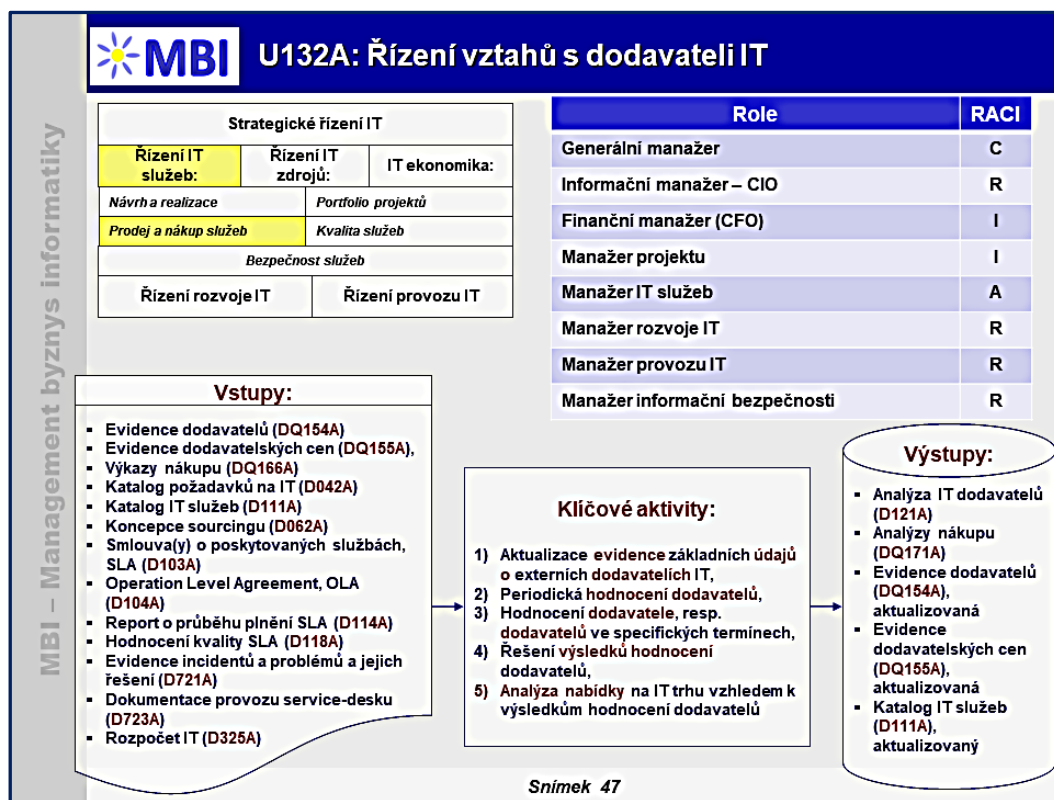 MBI
U132A: Řízení vztahů s dodavateli IT
MBI – Management byznys informatiky
Strategické řízení IT
Řízení IT
služeb:
Řízení IT
zdrojů:
IT ekonomika:
Návrh a realizace
Portfolio projektů
Prodej a nákup služeb
Kvalita služeb
Bezpečnost služeb
Řízení rozvoje IT
Řízení provozu IT
Role RACI
Generální manažer C
Informační manažer – CIO R
Finanční manažer (CFO) I
Manažer projektu I
Manažer IT služeb A
Manažer rozvoje IT R
Manažer provozu IT R
Manažer informační bezpečnosti R
Vstupy:
▪ Evidence dodavatelů (DQ154A)
▪ Evidence dodavatelských cen (DQ155A),
▪ Výkazy nákupu (DQ166A)
▪ Katalog požadavků na IT (D042A)
▪ Katalog IT služeb (D111A)
▪ Koncepce sourcingu (D062A)
▪ Smlouva(y) o poskytovaných službách,
SLA (D103A)
▪ Operation Level Agreement, OLA
(D104A)
▪ Report o průběhu plnění SLA (D114A)
▪ Hodnocení kvality SLA (D118A)
▪ Evidence incidentů a problémů a jejich
řešení (D721A)
▪ Dokumentace provozu service-desku
(D723A)
▪ Rozpočet IT (D325A)
Klíčové aktivity:
1) Aktualizace evidence základních údajů
o externích dodavatelích IT,
2) Periodická hodnocení dodavatelů,
3) Hodnocení dodavatele, resp.
dodavatelů ve specifických termínech,
4) Řešení výsledků hodnocení
dodavatelů,
5) Analýza nabídky na IT trhu vzhledem k
výsledkům hodnocení dodavatelů
Výstupy:
▪ Analýza IT dodavatelů
(D121A)
▪ Analýzy nákupu
(DQ171A)
▪ Evidence dodavatelů
(DQ154A),
aktualizovaná
▪ Evidence
dodavatelských cen
(DQ155A),
aktualizovaná
▪ Katalog IT služeb
(D111A),
aktualizovaný
Snímek 47